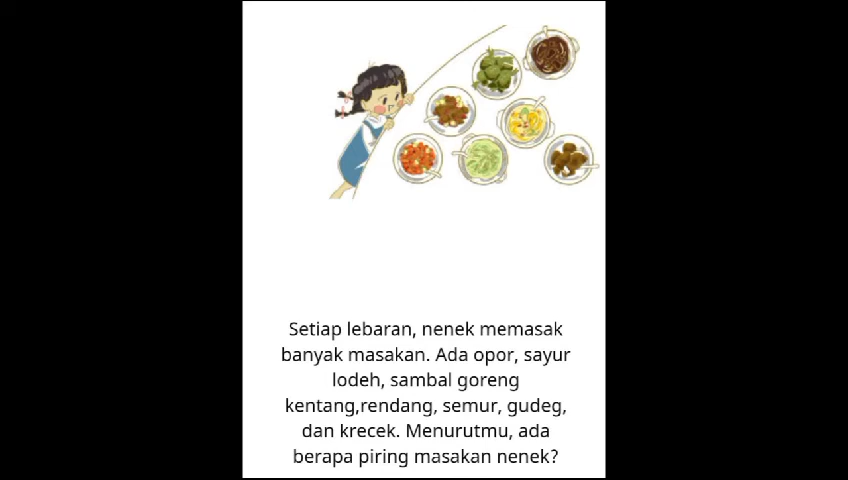 Setiap lebaran, nenek memasak
banyak masakan. Ada opor, sayur
lodeh, sambal goreng
kentang,rendang, semur, gudeg,
dan krecek. Menurutmu, ada
berapa piring masakan nenek?